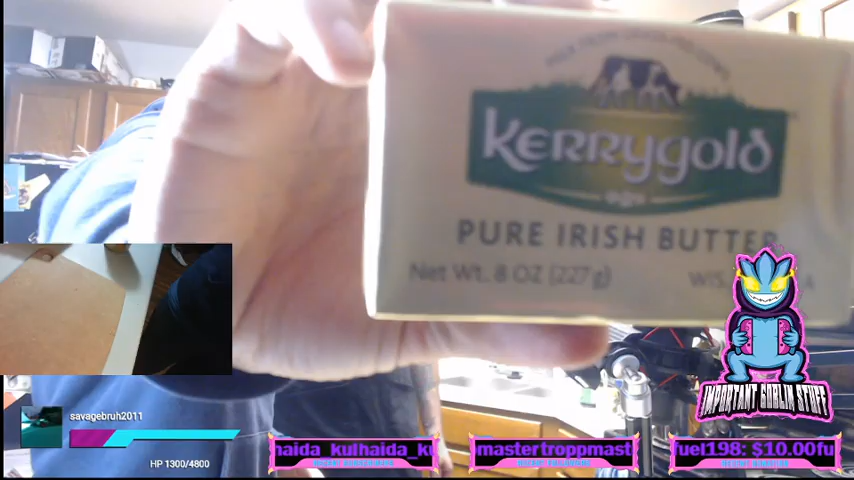 Kerrygold
PURE IRISH BUTTER
Net Wt. 8 OZ (227g)
savagebruh2011
HP 1300/4800
IMPORTANT GOBLIN STUFF
haida_kulhaida_ku
mastertroppmast
fuel198: $10.00fu